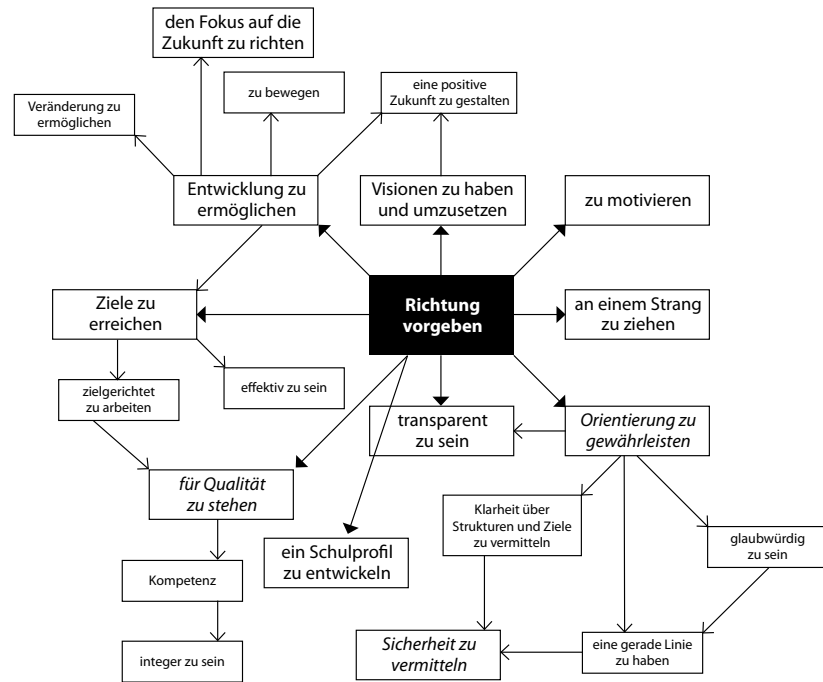 den Fokus auf die
Zukunft zu richten
zu bewegen
eine positive
Zukunft zu gestalten
Veränderung zu
ermöglichen
Entwicklung zu
ermöglichen
Visionen zu haben
und umzusetzen
zu motivieren
Ziele zu
erreichen
Richtung
vorgeben
an einem Strang
zu ziehen
zielgerichtet
zu arbeiten
effektiv zu sein
transparent
zu sein
Orientierung zu
gewährleisten
für Qualität
zu stehen
Klarheit über
Strukturen und Ziele
zu vermitteln
glaubwürdig
zu sein
ein Schulprofil
zu entwickeln
Kompetenz
integer zu sein
Sicherheit zu
vermitteln
eine gerade Linie
zu haben